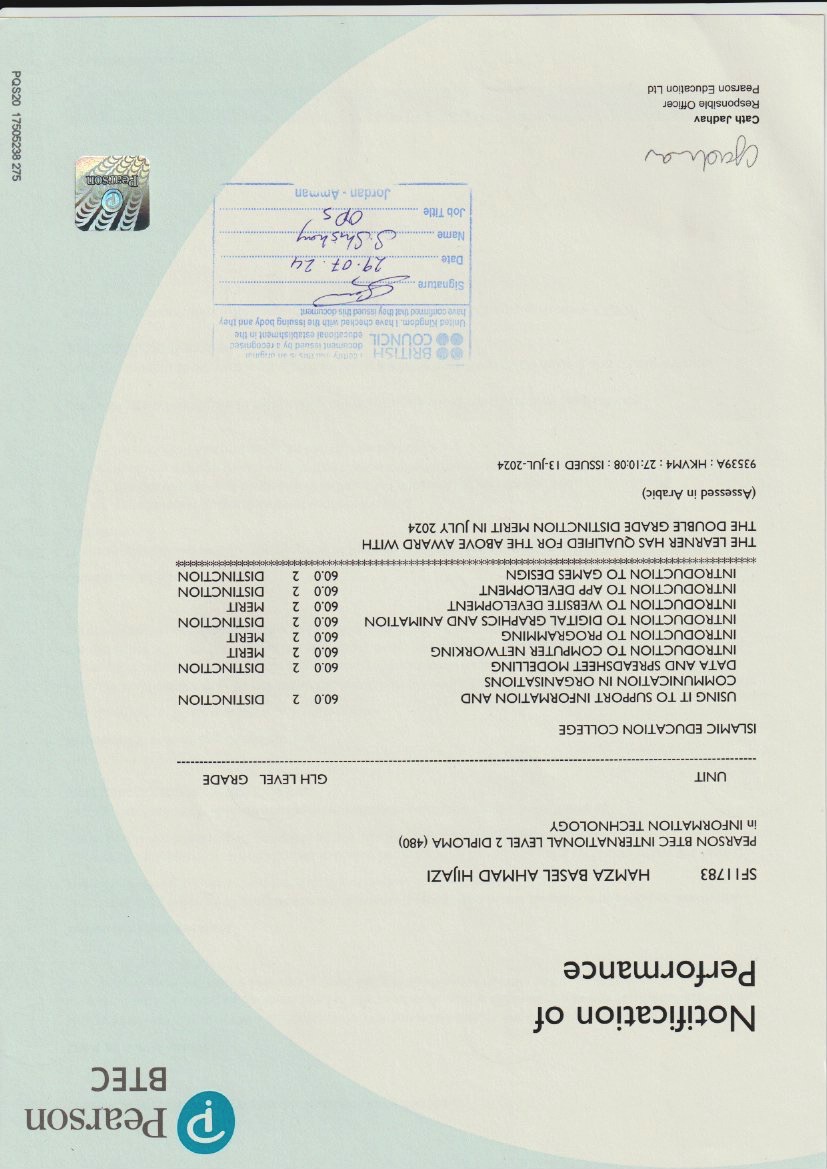 Pearson
BTEC
Notification of
Performance
SF11783 HAMZA BASEL AHMAD HIJAZI
PEARSON BTEC INTERNATIONAL LEVEL 2 DIPLOMA (480)
in INFORMATION TECHNOLOGY
UNIT GLH LEVEL GRADE
ISLAMIC EDUCATION COLLEGE
USING IT TO SUPPORT INFORMATION AND 60.0 2 DISTINCTION
COMMUNICATION IN ORGANISATIONS
DATA AND SPREADSHEET MODELLING 60.0 2 DISTINCTION
INTRODUCTION TO COMPUTER NETWORKING 60.0 2 MERIT
INTRODUCTION TO PROGRAMMING 60.0 2 MERIT
INTRODUCTION TO DIGITAL GRAPHICS AND ANIMATION 60.0 2 DISTINCTION
INTRODUCTION TO WEBSITE DEVELOPMENT 60.0 2 MERIT
INTRODUCTION TO APP DEVELOPMENT 60.0 2 DISTINCTION
INTRODUCTION TO GAMES DESIGN 60.0 2 DISTINCTION
THE LEARNER HAS QUALIFIED FOR THE ABOVE AWARD WITH
THE DOUBLE GRADE DISTINCTION MERIT IN JULY 2024
(Assessed in Arabic)
93539A : HKVM4 : 27:10:08 : ISSUED 13-JUL-2024
BRITISH
COUNCIL
I certify that this is an original
document issued by a recognised
educational establishment in the
United Kingdom. I have checked with the issuing body and they
have confirmed that they issued this document
Signature
Date 29.07.24
Name S.Shishany
Job Title OPs
Jordan - Amman
Pearson
CJadhav
Cath Jadhav
Responsible Officer
Pearson Education Ltd
PQS20 17505238 275